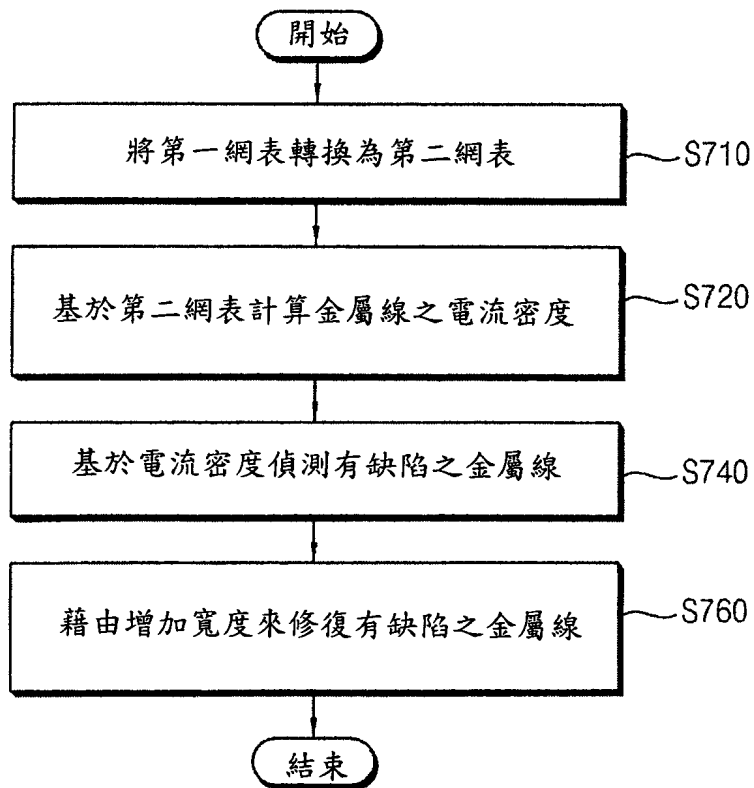 開始
將第一網表轉換為第二網表
S710
基於第二網表計算金屬線之電流密度
S720
基於電流密度偵測有缺陷之金屬線
S740
藉由增加寬度來修復有缺陷之金屬線
S760
結束